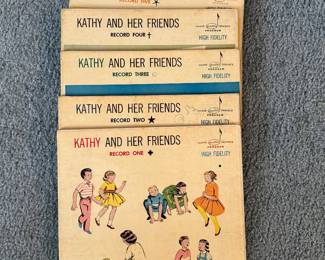 RECORD FIVE ★
KATHY AND HER FRIENDS
RECORD FOUR ✝
HIGH FIDELITY
KATHY AND HER FRIENDS
RECORD THREE
HIGH FIDELITY
KATHY AND HER FRIENDS
RECORD TWO ★
HIGH FIDELITY
KATHY AND HER FRIENDS
RECORD ONE ✦
HIGH FIDELITY